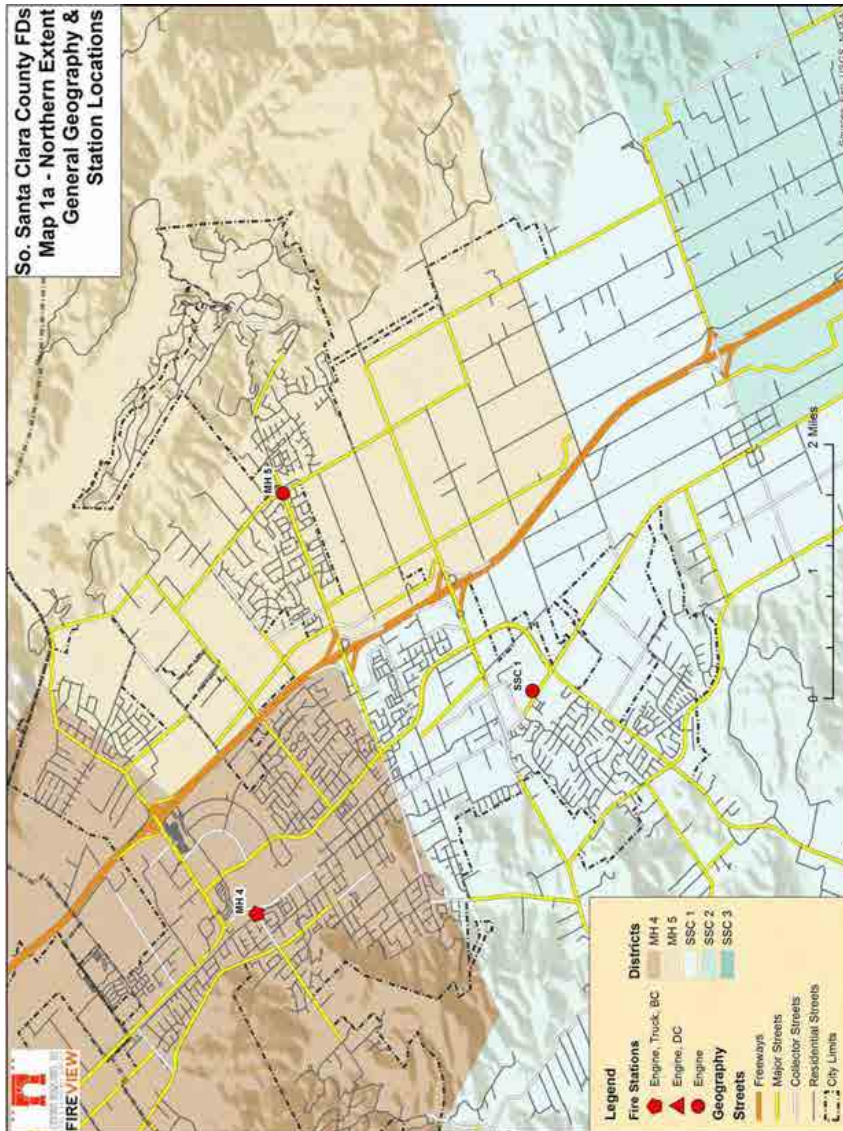 So. Santa Clara County FDs
Map 1a - Northern Extent
General Geography &
Station Locations
MH 5
MH 4
SSC 1
0
1
2 Miles
FIREVIEW
Legend
Fire Stations
Engine, Truck, BC
Engine, DC
Engine
Geography
Streets
Freeways
Major Streets
Collector Streets
Residential Streets
City Limits
Districts
MH 4
MH 5
SSC 1
SSC 2
SSC 3